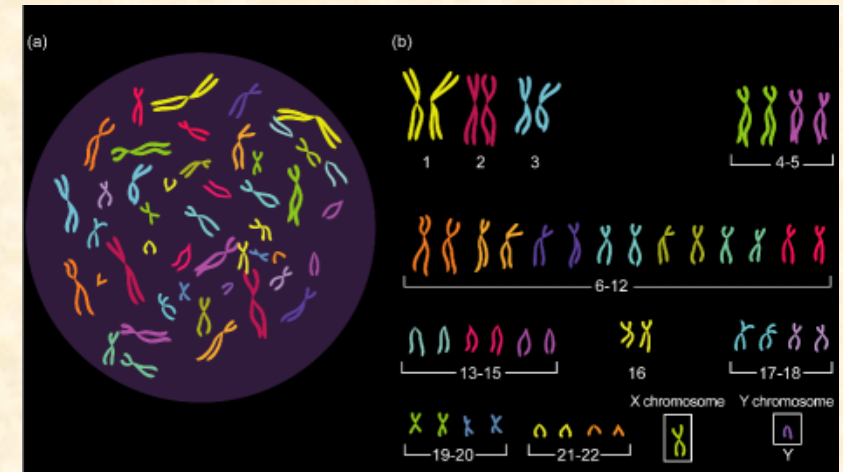 (a)
(b)
1 2 3 4-5
6-12
13-15 16 17-18
X chromosome Y chromosome
19-20 21-22 Y